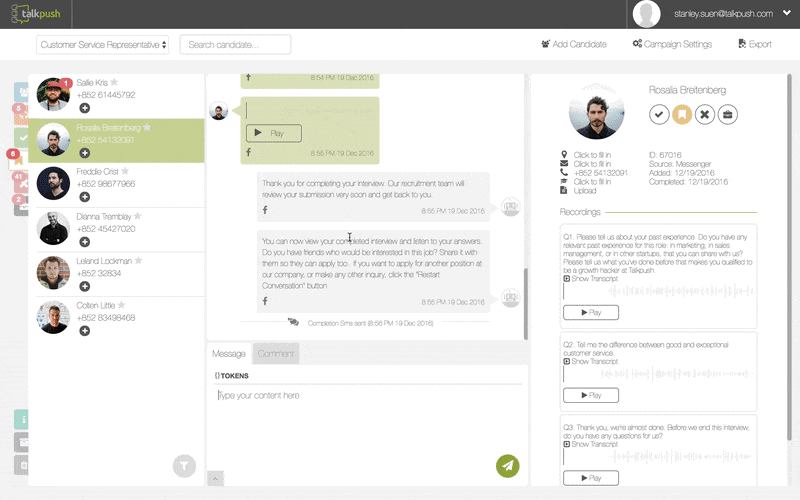 talkpush
stanley.suen@talkpush.com
Customer Service Representative
Search candidate...
Add Candidate
Campaign Settings
Export
5
6
41
2
1
Sallie Kris
+852 61445792
Rosalia Breitenberg
+852 54132091
Freddie Crist
+852 98677966
Dianna Tremblay
+852 45427020
Leland Lockman
+852 32834
Colten Little
+852 83498468
8:54 PM 19 Dec 2016
Play
8:55 PM 19 Dec 2016
Thank you for completing your interview. Our recruitment team will
review your submission very soon and get back to you.
8:55 PM 19 Dec 2016
You can now view your completed interview and listen to your answers.
Do you have friends who would be interested in this job? Share it with
them so they can apply too. If you want to apply for another position at
our company, or make any other inquiry, click the "Restart
Conversation" button
8:55 PM 19 Dec 2016
Completion Sms sent (8:56 PM 19 Dec 2016)
Message
Comment
{} TOKENS
Type your content here
Rosalia Breitenberg
Click to fill in
Click to fill in
+852 54132091
Click to fill in
Upload
ID: 67016
Source: Messenger
Added: 12/19/2016
Completed: 12/19/2016
Recordings
Q1. Please tell us about your past experience. Do you have any
relevant past experience for this role: in marketing, in sales
management, or in other startups, that you can share with us?
Please tell us what you've done before that makes you qualified to
be a growth hacker at Talkpush.
Show Transcript
Play
Q2. Tell me the difference between good and exceptional
customer service.
Show Transcript
Play
Q3. Thank you, we're almost done. Before we end this interview,
do you have any questions for us?
Show Transcript
Play